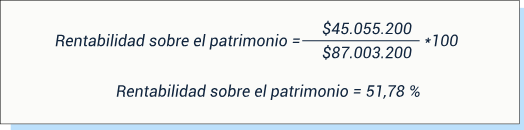 Rentabilidad sobre el patrimonio = $45.055.200 / $87.003.200 *100
Rentabilidad sobre el patrimonio = 51,78 %